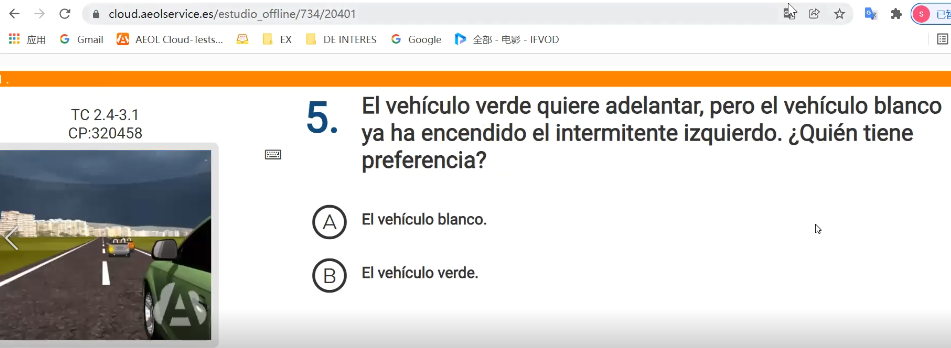 cloud.aeolservice.es/estudio_offline/734/20401
S
已暂
应用 Gmail AEOL Cloud-Tests... EX DE INTERES Google 全部 - 电影 - IFVOD
TC 2.4-3.1
CP:320458
5. El vehículo verde quiere adelantar, pero el vehículo blanco
ya ha encendido el intermitente izquierdo. ¿Quién tiene
preferencia?
A El vehículo blanco.
B El vehículo verde.